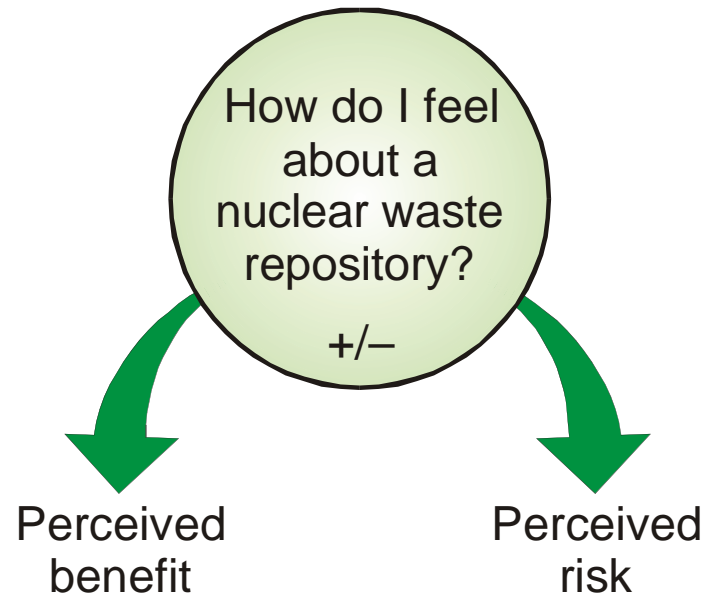 How do I feel
about a
nuclear waste
repository?
+/–
Perceived
benefit
Perceived
risk